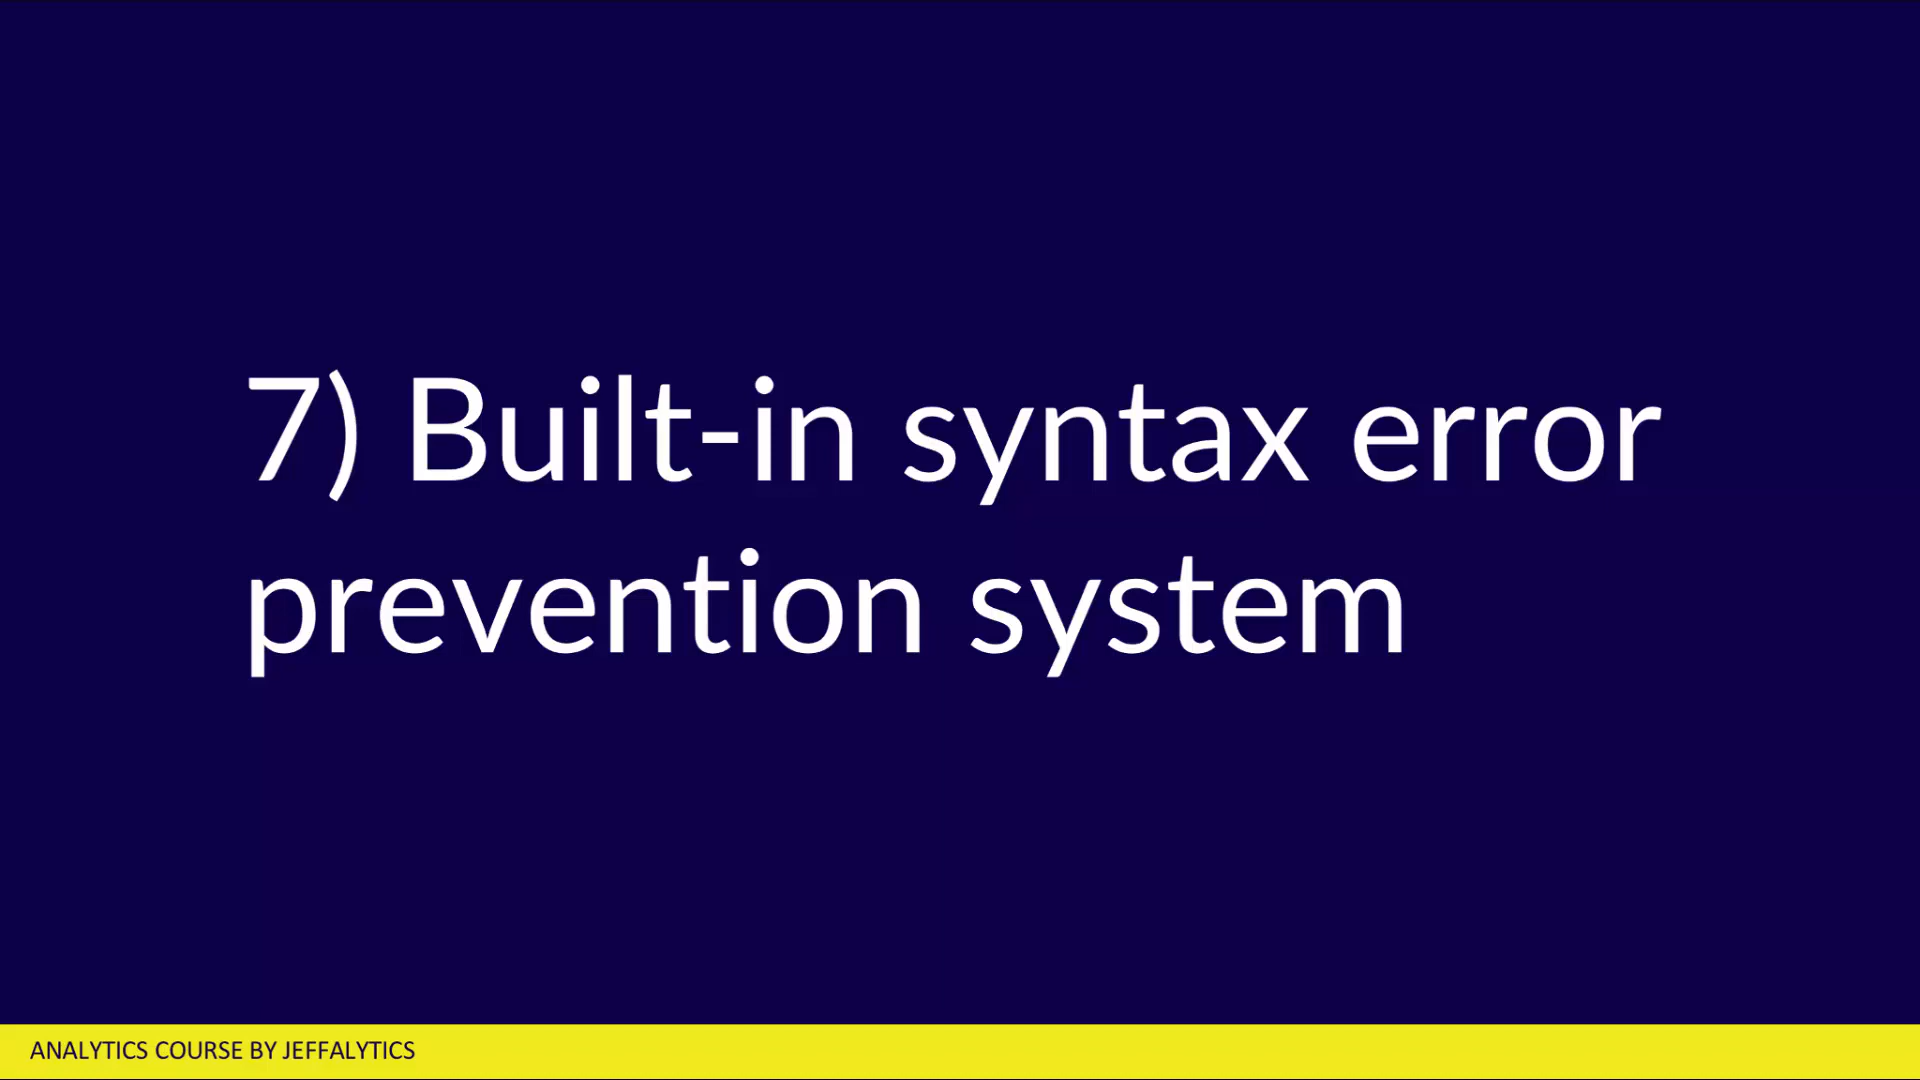 7) Built-in syntax error
prevention system
ANALYTICS COURSE BY JEFFALYTICS